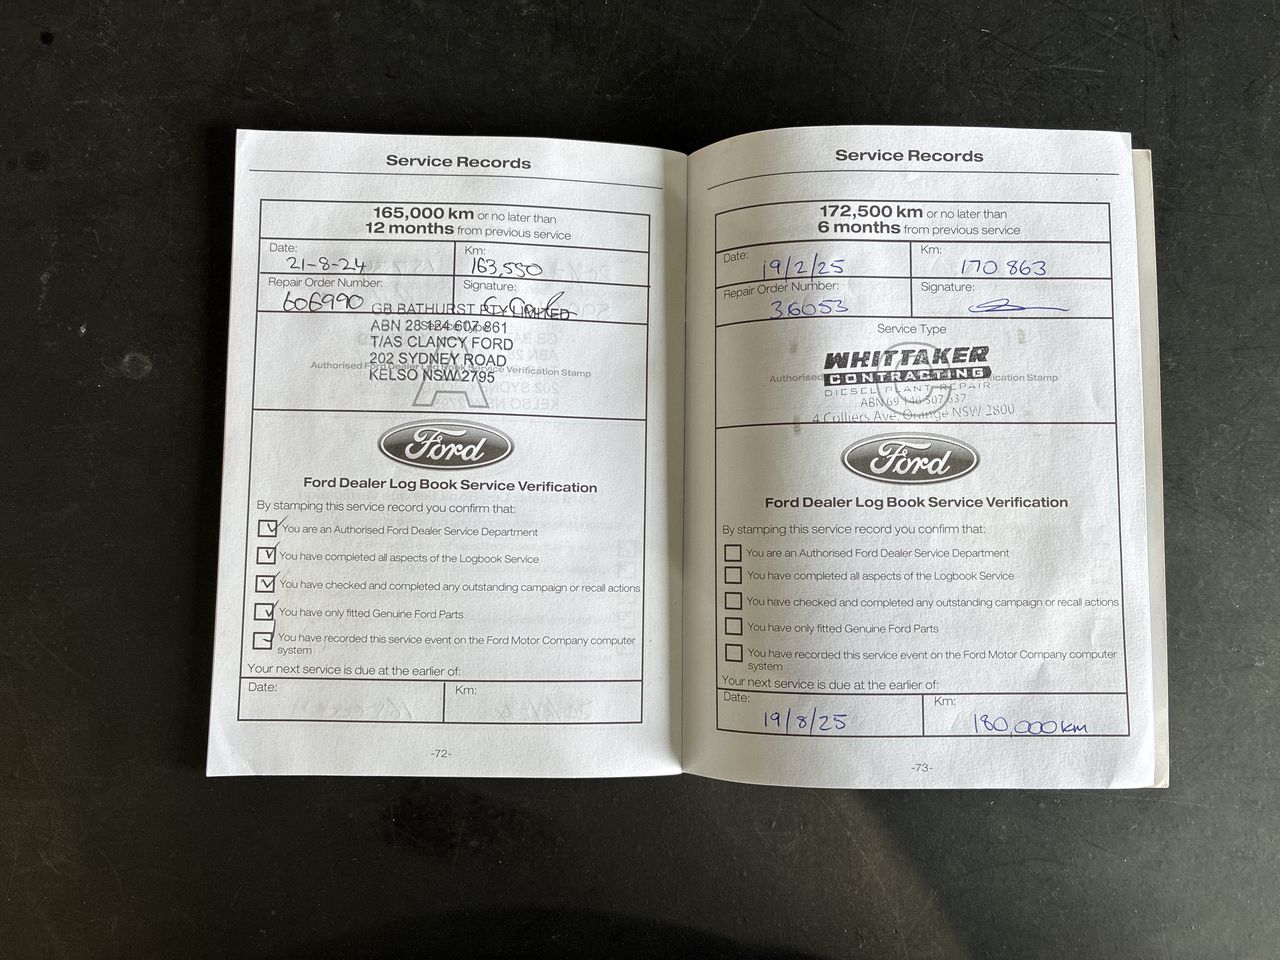 Service Records
165,000 km or no later than
12 months from previous service
Date:
21-8-24
Km:
163,550
Repair Order Number:
606990
Signature:
GB BATHURST PTY LIMITED
ABN 28 124 607 861
T/AS CLANCY FORD
202 SYDNEY ROAD
Authorised Ford Dealer Log Book Service Verification Stamp
KELSO NSW 2795
A
Ford
Ford Dealer Log Book Service Verification
By stamping this service record you confirm that:
You are an Authorised Ford Dealer Service Department
You have completed all aspects of the Logbook Service
You have checked and completed any outstanding campaign or recall actions
You have only fitted Genuine Ford Parts
You have recorded this service event on the Ford Motor Company computer
system
Your next service is due at the earlier of:
Date:
Km:
-72-
Service Records
172,500 km or no later than
6 months from previous service
Date:
19/2/25
Km:
170 863
Repair Order Number:
36053
Signature:
Service Type
WHITTAKER
Authorised CONTRACTING Verification Stamp
DIESEL PLANT REPAIR
ABN 69 146 507 637
4 Colliers Ave, Orange NSW 2800
Ford
Ford Dealer Log Book Service Verification
By stamping this service record you confirm that:
You are an Authorised Ford Dealer Service Department
You have completed all aspects of the Logbook Service
You have checked and completed any outstanding campaign or recall actions
You have only fitted Genuine Ford Parts
You have recorded this service event on the Ford Motor Company computer
system
Your next service is due at the earlier of:
Date:
19/8/25
Km:
180,000km
-73-